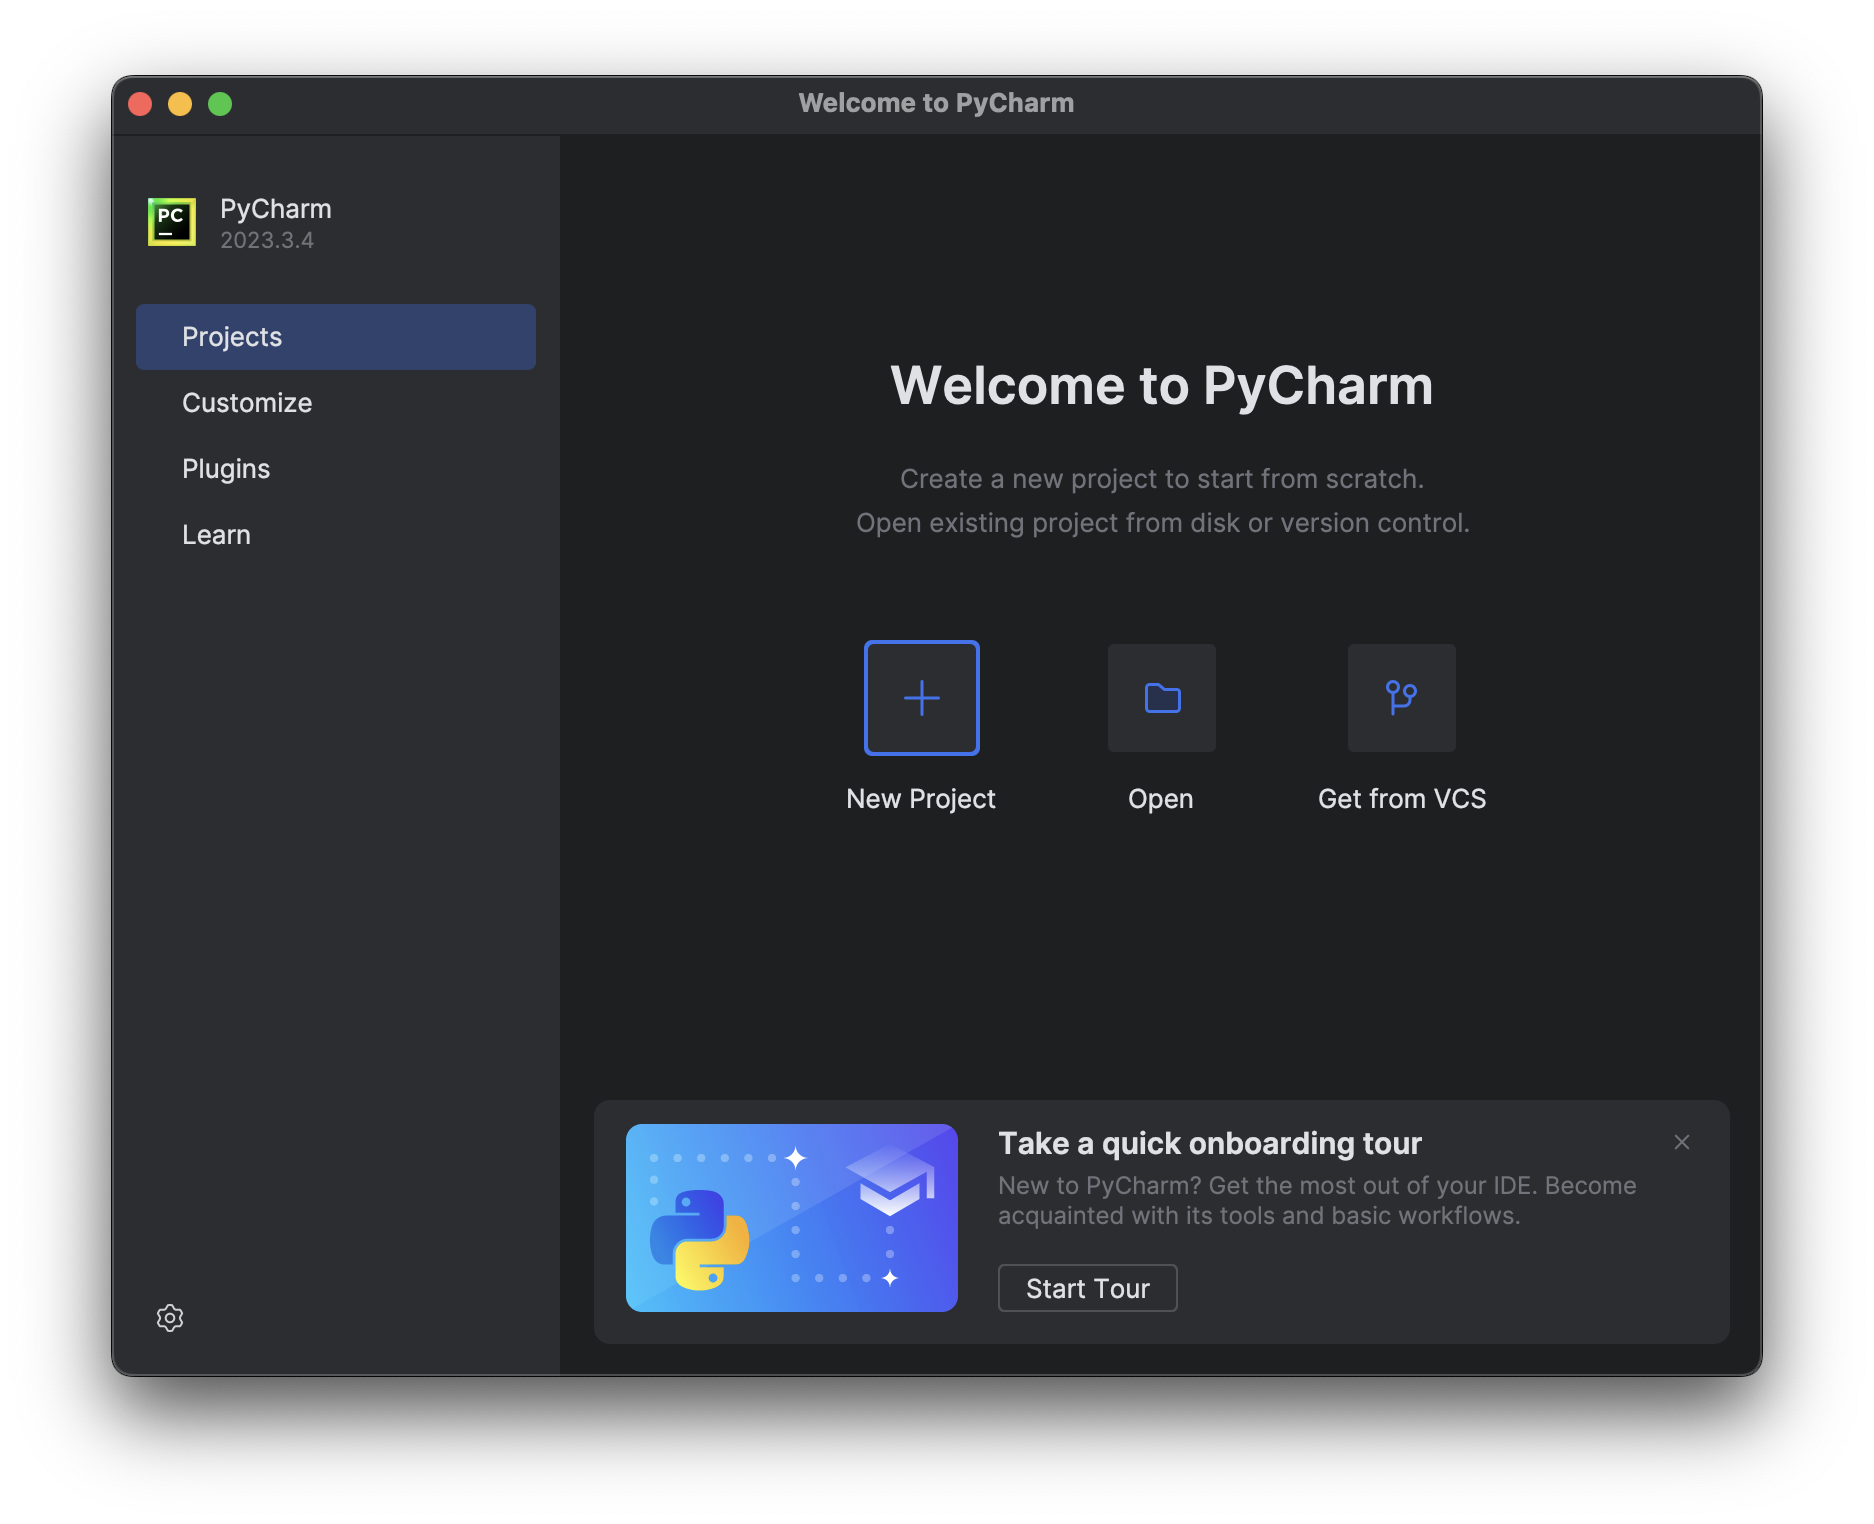 Welcome to PyCharm
PC
PyCharm
2023.3.4
Projects
Customize
Plugins
Learn
Welcome to PyCharm
Create a new project to start from scratch.
Open existing project from disk or version control.
New Project
Open
Get from VCS
Take a quick onboarding tour
New to PyCharm? Get the most out of your IDE. Become
acquainted with its tools and basic workflows.
Start Tour